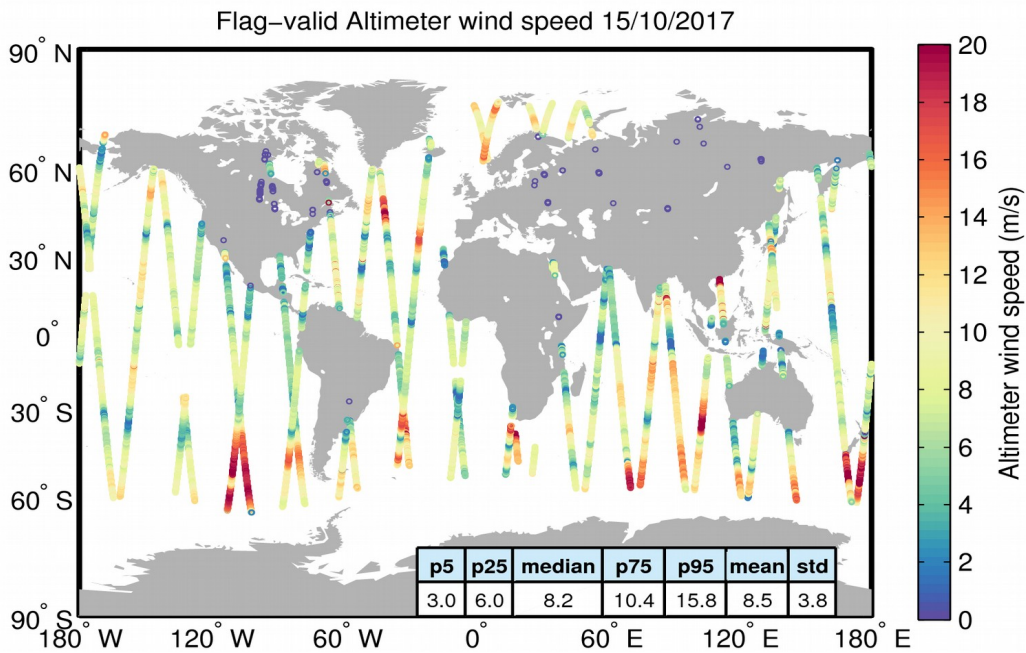 Flag−valid Altimeter wind speed 15/10/2017
90° N
60° N
30° N
0°
30° S
60° S
90° S
180° W
120° W
60° W
0°
60° E
120° E
180° E
p5 p25 median p75 p95 mean std
3.0 6.0 8.2 10.4 15.8 8.5 3.8
20
18
16
14
12
10
8
6
4
2
0
Altimeter wind speed (m/s)